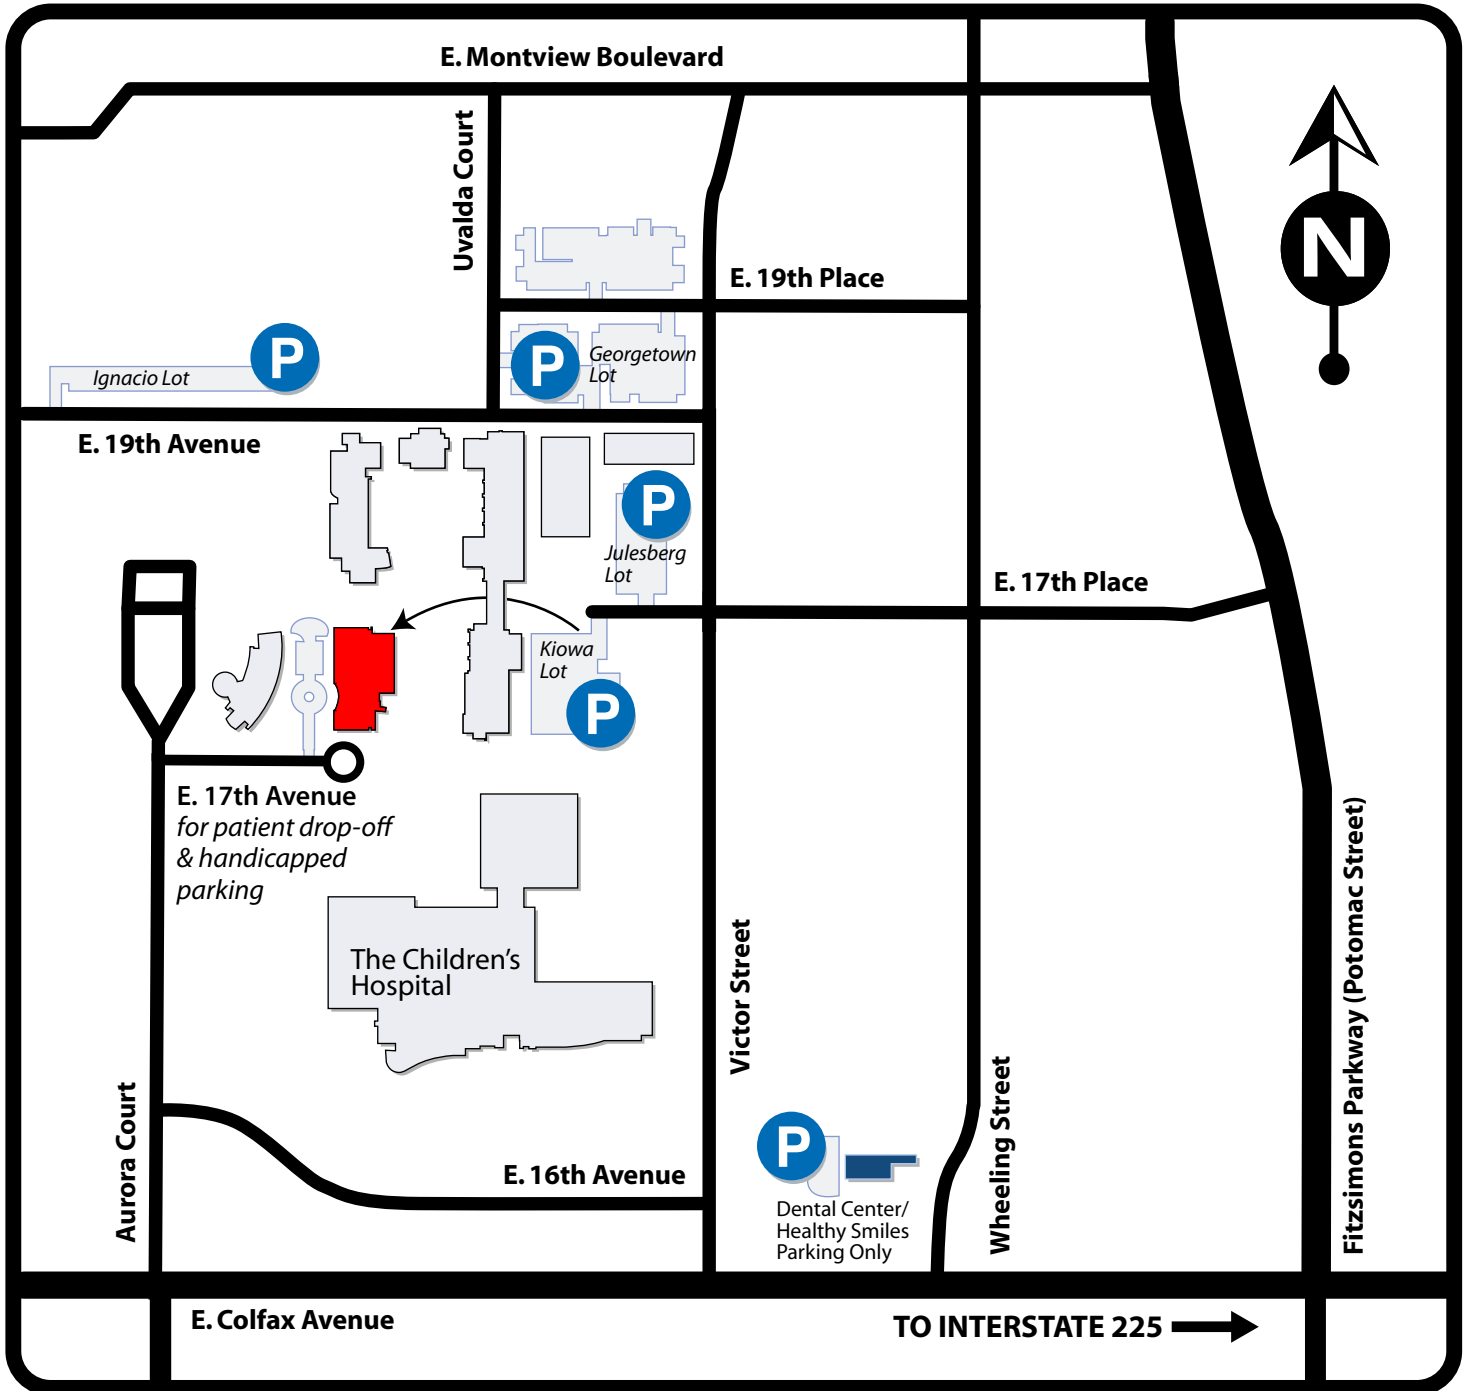 E. Montview Boulevard
Uvalda Court
N
E. 19th Place
P
Ignacio Lot
P
Georgetown
Lot
E. 19th Avenue
P
Julesberg
Lot
E. 17th Place
Kiowa
Lot
P
E. 17th Avenue
for patient drop-off
& handicapped
parking
The Children's
Hospital
Victor Street
Wheeling Street
Fitzsimons Parkway (Potomac Street)
Aurora Court
P
E. 16th Avenue
Dental Center/
Healthy Smiles
Parking Only
E. Colfax Avenue
TO INTERSTATE 225